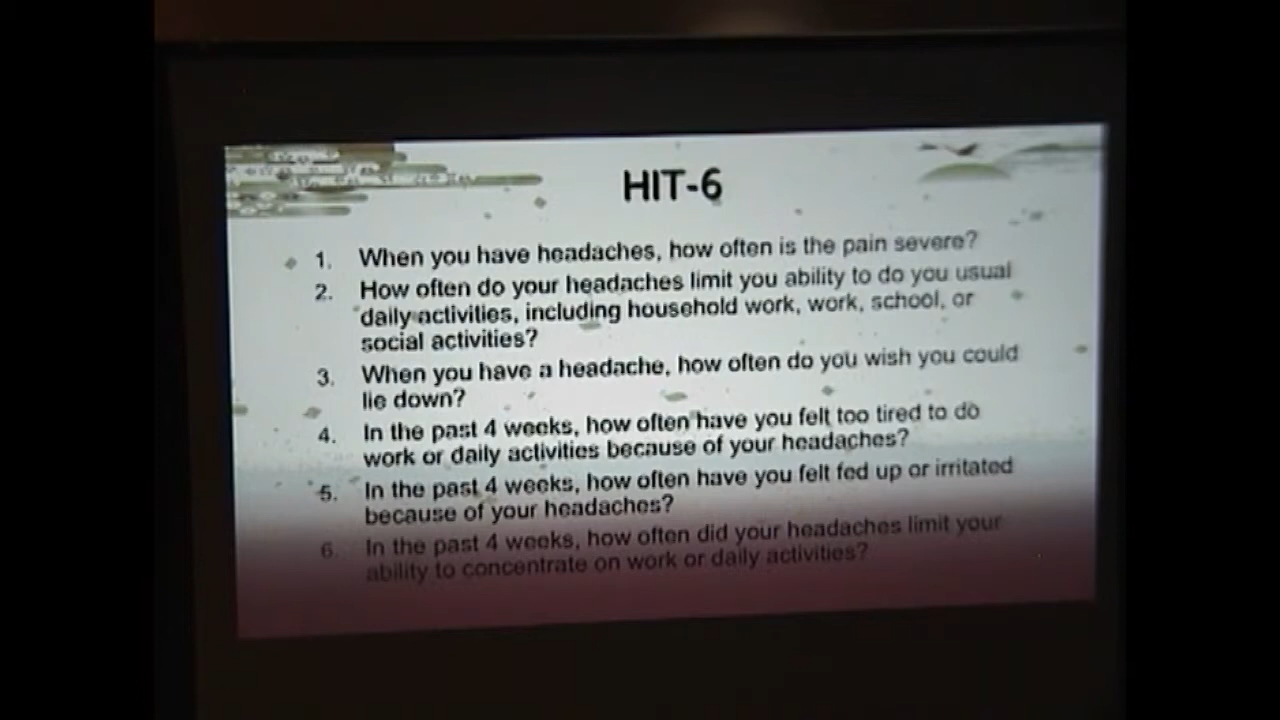 HIT-6
1. When you have headaches, how often is the pain severe?
2. How often do your headaches limit you ability to do you usual
daily activities, including household work, work, school, or
social activities?
3. When you have a headache, how often do you wish you could
lie down?
4. In the past 4 weeks, how often have you felt too tired to do
work or daily activities because of your headaches?
5. In the past 4 weeks, how often have you felt fed up or irritated
because of your headaches?
6. In the past 4 weeks, how often did your headaches limit your
ability to concentrate on work or daily activities?